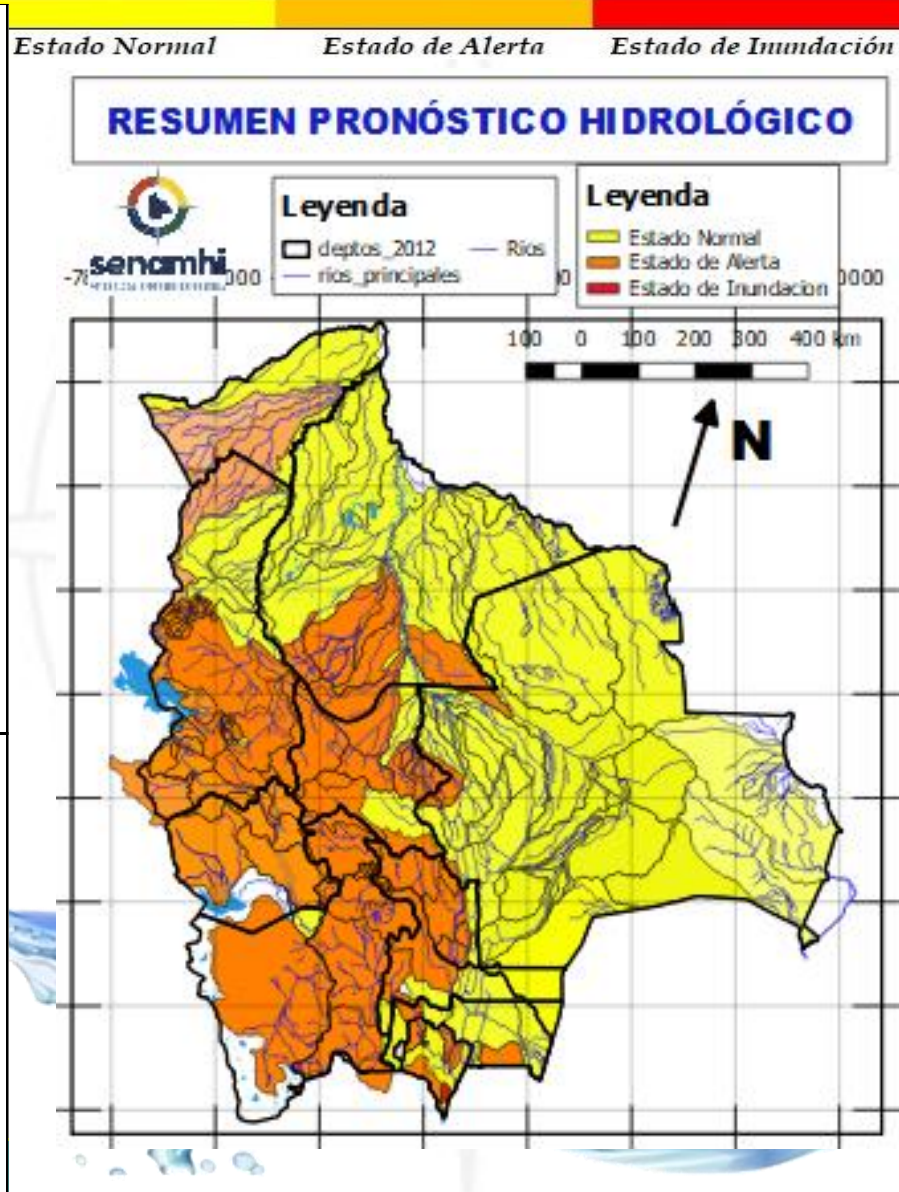 Estado Normal Estado de Alerta Estado de Inundación
RESUMEN PRONÓSTICO HIDROLÓGICO
senamhi
Leyenda
deptos_2012 Rios
rios_principales
Leyenda
Estado Normal
Estado de Alerta
Estado de Inundacion
100 0 100 200 300 400 km
N